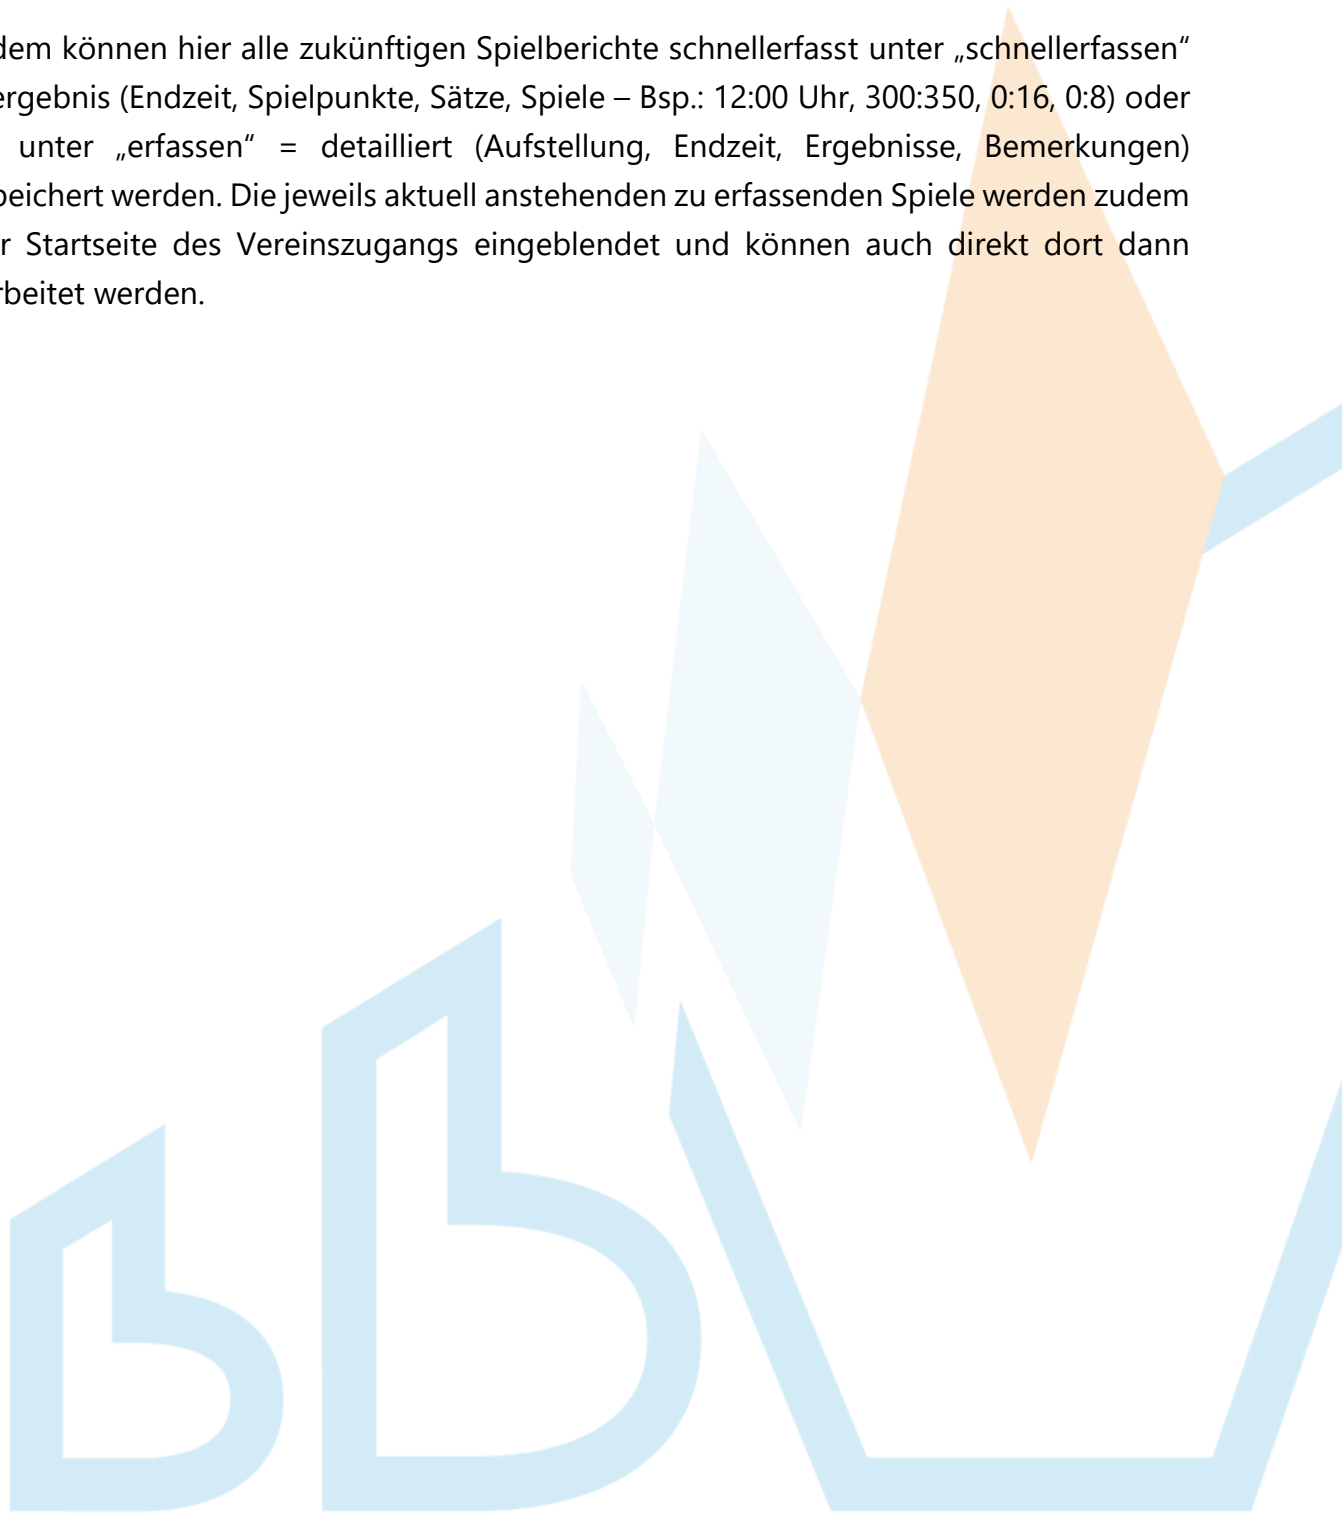 dem können hier alle zukünftigen Spielberichte schnellerfasst unter „schnellerfassen“
ergebnis (Endzeit, Spielpunkte, Sätze, Spiele – Bsp.: 12:00 Uhr, 300:350, 0:16, 0:8) oder
unter „erfassen“ = detailliert (Aufstellung, Endzeit, Ergebnisse, Bemerkungen)
peichert werden. Die jeweils aktuell anstehenden zu erfassenden Spiele werden zudem
r Startseite des Vereinszugangs eingeblendet und können auch direkt dort dann
rbeitet werden.